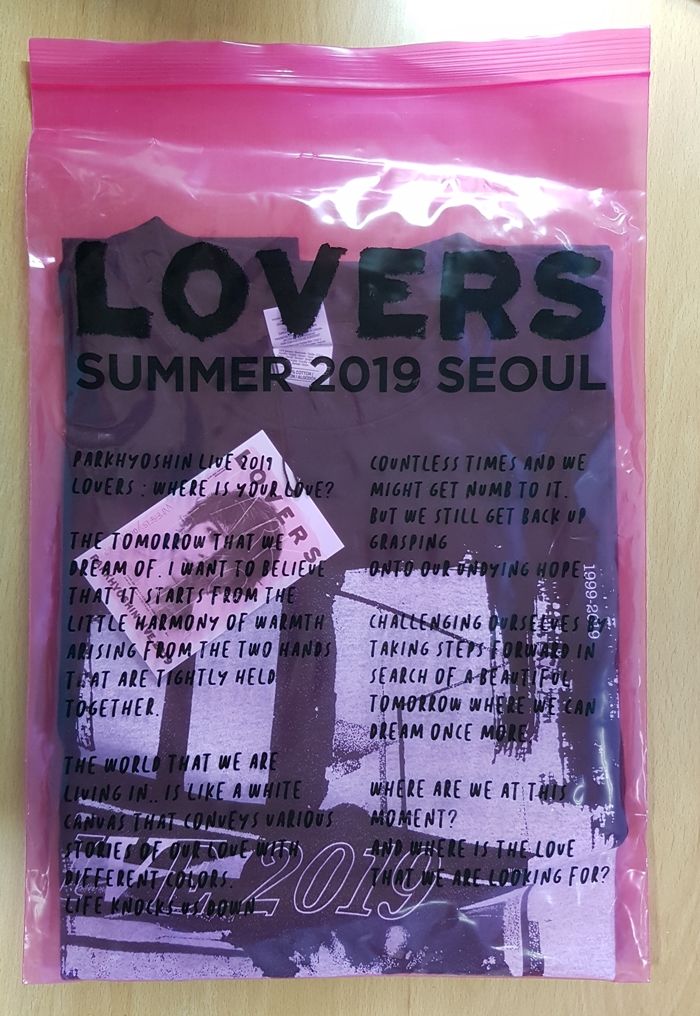 LOVERS
SUMMER 2019 SEOUL
PARKHYOSHIN LIVE 2019
LOVERS : WHERE IS YOUR LOVE?
THE TOMORROW THAT WE
DREAM OF. I WANT TO BELIEVE
THAT IT STARTS FROM THE
LITTLE HARMONY OF WARMTH
ARISING FROM THE TWO HANDS
THAT ARE TIGHTLY HELD
TOGETHER.
THE WORLD THAT WE ARE
LIVING IN.. IS LIKE A WHITE
CANVAS THAT CONVEYS VARIOUS
STORIES OF OUR LOVE WITH
DIFFERENT COLORS.
LIFE KNOCKS US DOWN
COUNTLESS TIMES AND WE
MIGHT GET NUMB TO IT.
BUT WE STILL GET BACK UP
GRASPING
ONTO OUR UNDYING HOPE
CHALLENGING OURSELVES BY
TAKING STEPS FORWARD IN
SEARCH OF A BEAUTIFUL
TOMORROW WHERE WE CAN
DREAM ONCE MORE
WHERE ARE WE AT THIS
MOMENT?
AND WHERE IS THE LOVE
THAT WE ARE LOOKING FOR?
LOVERS
PARKHYOSHIN LIVE 2019
1999-2019
2019